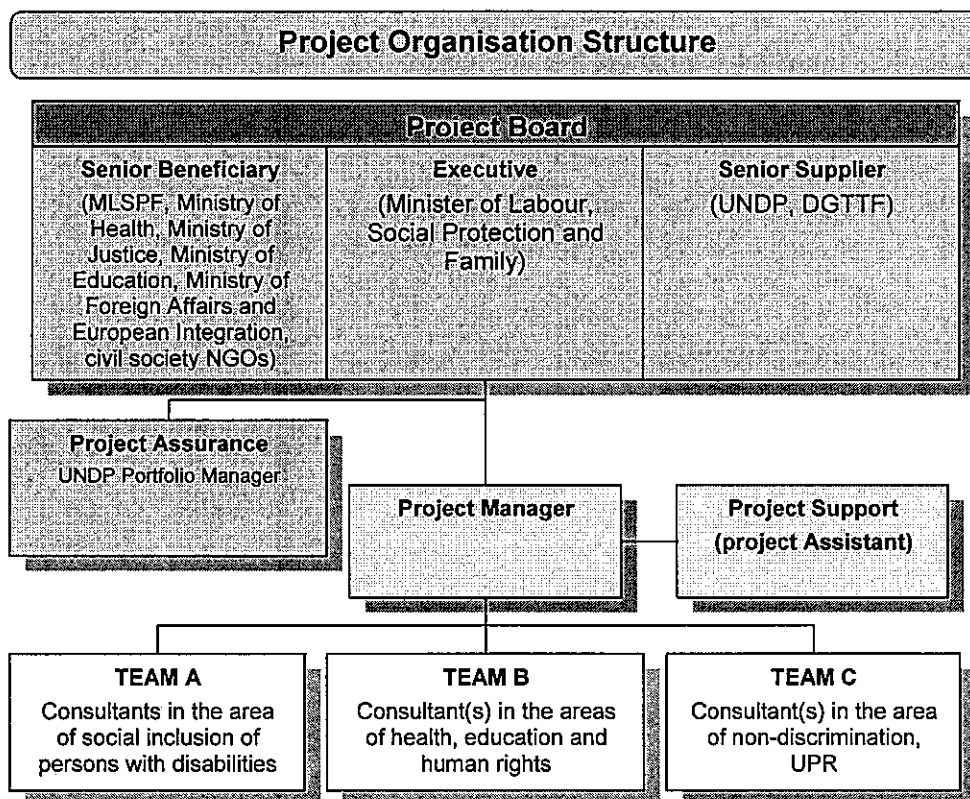 Project Organisation Structure
Project Board
Senior Beneficiary
(MLSPF, Ministry of
Health, Ministry of
Justice, Ministry of
Education, Ministry of
Foreign Affairs and
European Integration,
civil society NGOs)
Executive
(Minister of Labour,
Social Protection and
Family)
Senior Supplier
(UNDP, DGTTF)
Project Assurance
UNDP Portfolio Manager
Project Manager
Project Support
(project Assistant)
TEAM A
Consultants in the area
of social inclusion of
persons with disabilities
TEAM B
Consultant(s) in the areas
of health, education and
human rights
TEAM C
Consultant(s) in the area
of non-discrimination,
UPR